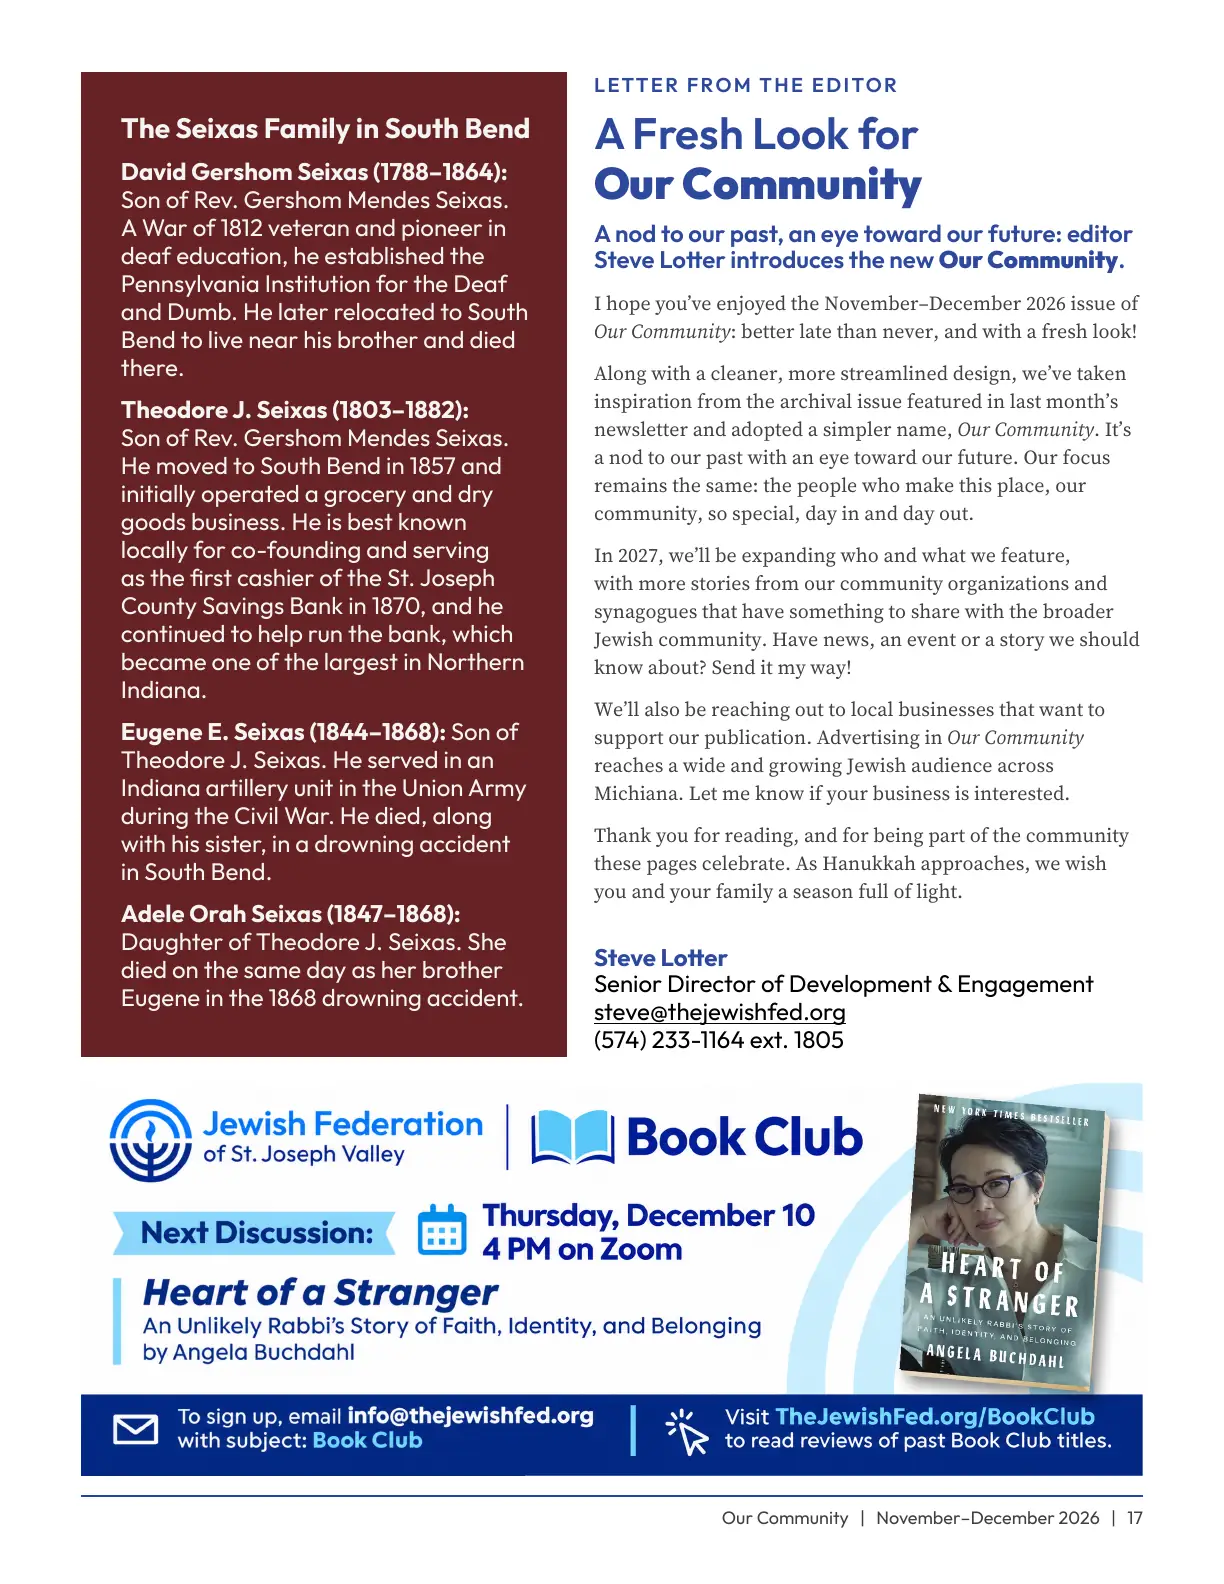 The Seixas Family in South Bend
David Gershom Seixas (1788–1864):
Son of Rev. Gershom Mendes Seixas.
A War of 1812 veteran and pioneer in
deaf education, he established the
Pennsylvania Institution for the Deaf
and Dumb. He later relocated to South
Bend to live near his brother and died
there.
Theodore J. Seixas (1803–1882):
Son of Rev. Gershom Mendes Seixas.
He moved to South Bend in 1857 and
initially operated a grocery and dry
goods business. He is best known
locally for co-founding and serving
as the first cashier of the St. Joseph
County Savings Bank in 1870, and he
continued to help run the bank, which
became one of the largest in Northern
Indiana.
Eugene E. Seixas (1844–1868): Son of
Theodore J. Seixas. He served in an
Indiana artillery unit in the Union Army
during the Civil War. He died, along
with his sister, in a drowning accident
in South Bend.
Adele Orah Seixas (1847–1868):
Daughter of Theodore J. Seixas. She
died on the same day as her brother
Eugene in the 1868 drowning accident.
LETTER FROM THE EDITOR
A Fresh Look for
Our Community
A nod to our past, an eye toward our future: editor
Steve Lotter introduces the new Our Community.
I hope you’ve enjoyed the November–December 2026 issue of
Our Community: better late than never, and with a fresh look!
Along with a cleaner, more streamlined design, we’ve taken
inspiration from the archival issue featured in last month’s
newsletter and adopted a simpler name, Our Community. It’s
a nod to our past with an eye toward our future. Our focus
remains the same: the people who make this place, our
community, so special, day in and day out.
In 2027, we’ll be expanding who and what we feature,
with more stories from our community organizations and
synagogues that have something to share with the broader
Jewish community. Have news, an event or a story we should
know about? Send it my way!
We’ll also be reaching out to local businesses that want to
support our publication. Advertising in Our Community
reaches a wide and growing Jewish audience across
Michiana. Let me know if your business is interested.
Thank you for reading, and for being part of the community
these pages celebrate. As Hanukkah approaches, we wish
you and your family a season full of light.
Steve Lotter
Senior Director of Development & Engagement
steve@thejewishfed.org
(574) 233-1164 ext. 1805
Jewish Federation
of St. Joseph Valley
Book Club
Next Discussion:
Thursday, December 10
4 PM on Zoom
Heart of a Stranger
An Unlikely Rabbi’s Story of Faith, Identity, and Belonging
by Angela Buchdahl
NEW YORK TIMES BESTSELLER
HEART OF
A STRANGER
AN UNLIKELY RABBI’S STORY OF
FAITH, IDENTITY, AND BELONGING
ANGELA BUCHDAHL
To sign up, email info@thejewishfed.org
with subject: Book Club
Visit TheJewishFed.org/BookClub
to read reviews of past Book Club titles.
Our Community | November–December 2026 | 17